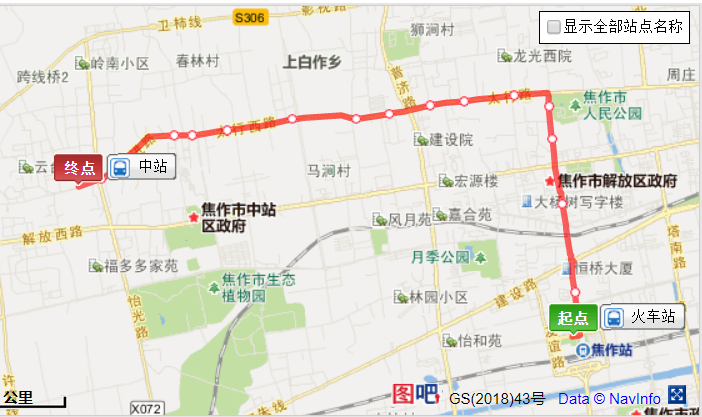 影视路
卫柿线
S306
显示全部站点名称
狮涧村
龙光西院
岭南小区
春林村
上白作乡
跨线桥2
周庄
普济路
太行路
焦作市
人民公园
太行西路
建设院
云台
终点
中站
马涧村
宏源楼
焦作市解放区政府
大杨树写字楼
焦作市中站
区政府
风月苑
嘉合苑
解放西路
塔南路
月季公园
恒桥大厦
福多多家苑
焦作市生态
植物园
怡光路
林园小区
建设路
起点
火车站
友谊路
怡和苑
焦作站
许
公里
X072
朱线
图吧
GS(2018)43号
Data © NavInfo
焦作市政